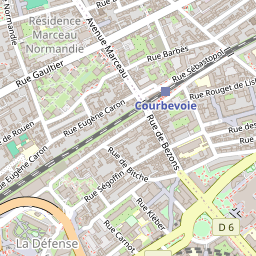 Résidence
Marceau
Normandie
Avenue Marceau
Rue Barbès
Rue Gaultier
Rue Sébastopol
Rue Rouget de Lis
Courbevoie
Rue Eugène Caron
de Rouen
Rue Eugène Caron
Rue de Bezons
Rue des
Rue de Bitche
Rue Ségoffin
Rue Kléber
Rue Carnot
La Défense
D 6